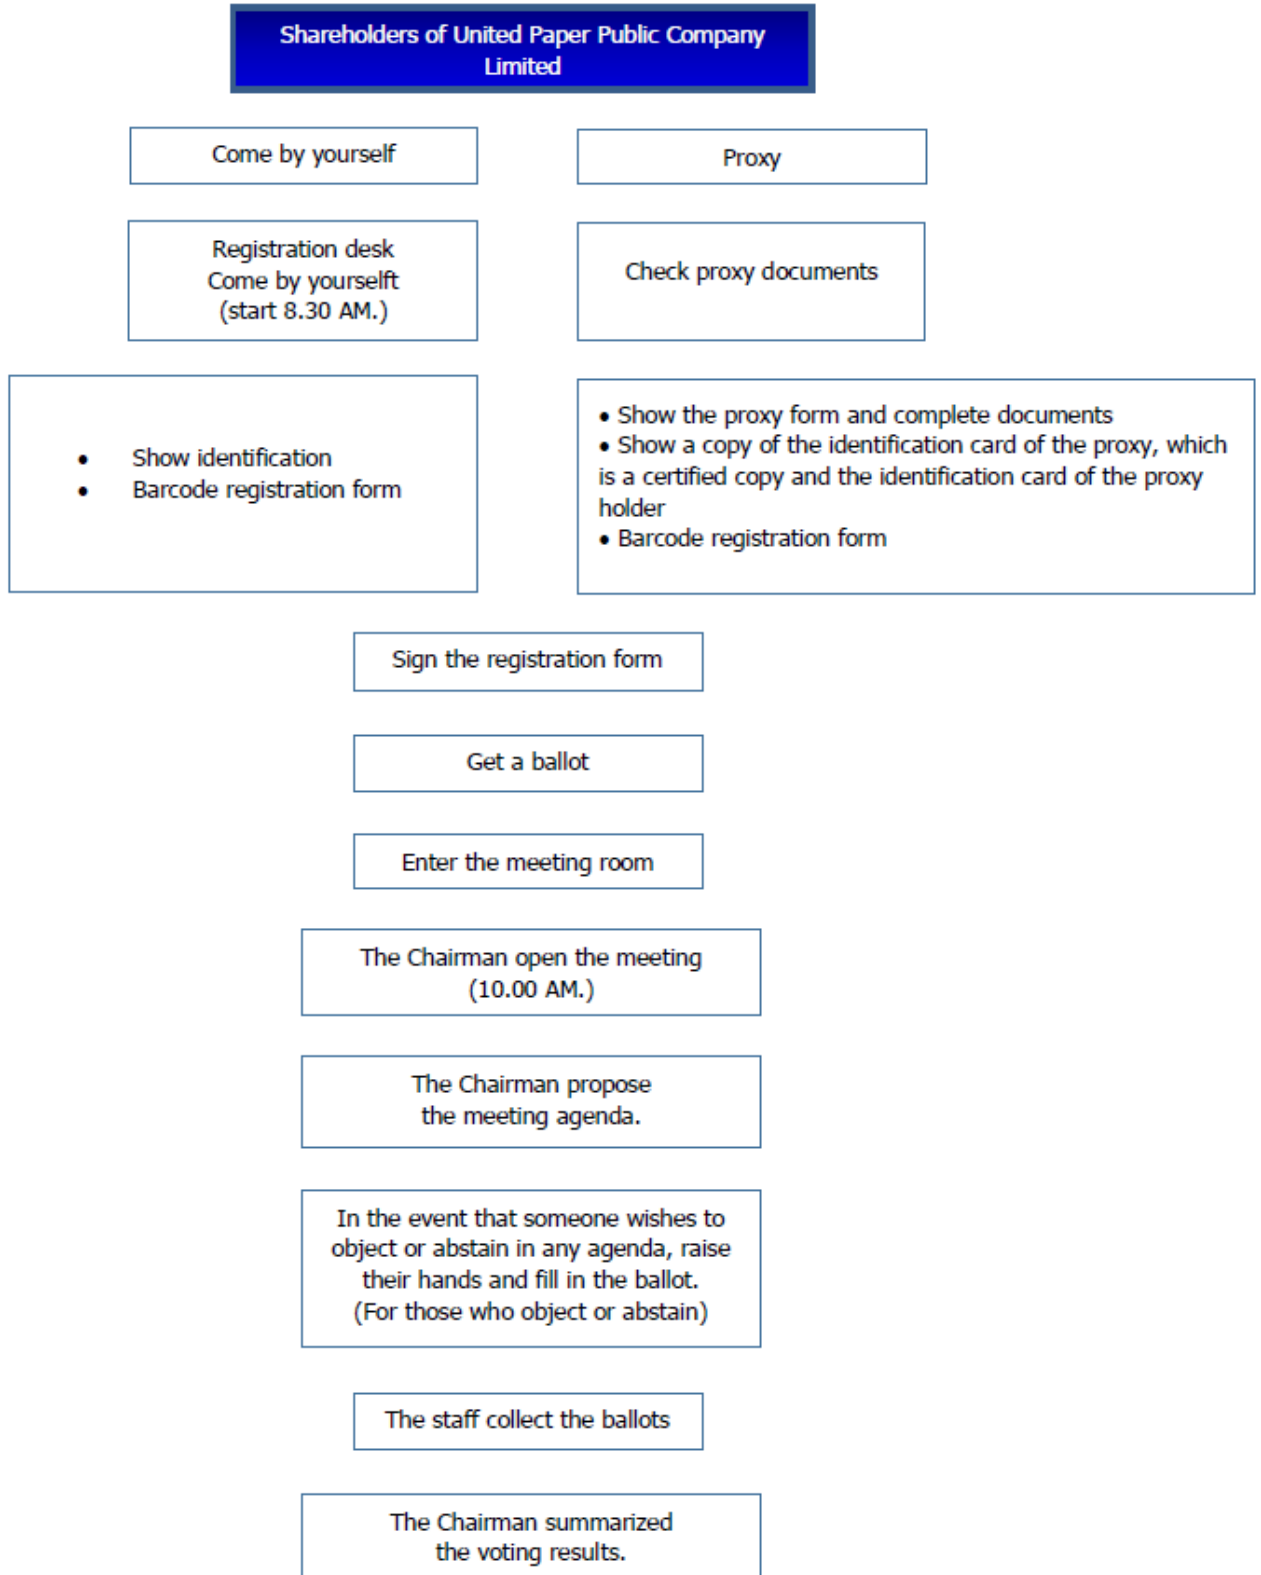 Shareholders of United Paper Public Company
Limited
Come by yourself
Proxy
Registration desk
Come by yourselft
(start 8.30 AM.)
Check proxy documents
• Show identification
• Barcode registration form
• Show the proxy form and complete documents
• Show a copy of the identification card of the proxy, which
is a certified copy and the identification card of the proxy
holder
• Barcode registration form
Sign the registration form
Get a ballot
Enter the meeting room
The Chairman open the meeting
(10.00 AM.)
The Chairman propose
the meeting agenda.
In the event that someone wishes to
object or abstain in any agenda, raise
their hands and fill in the ballot.
(For those who object or abstain)
The staff collect the ballots
The Chairman summarized
the voting results.